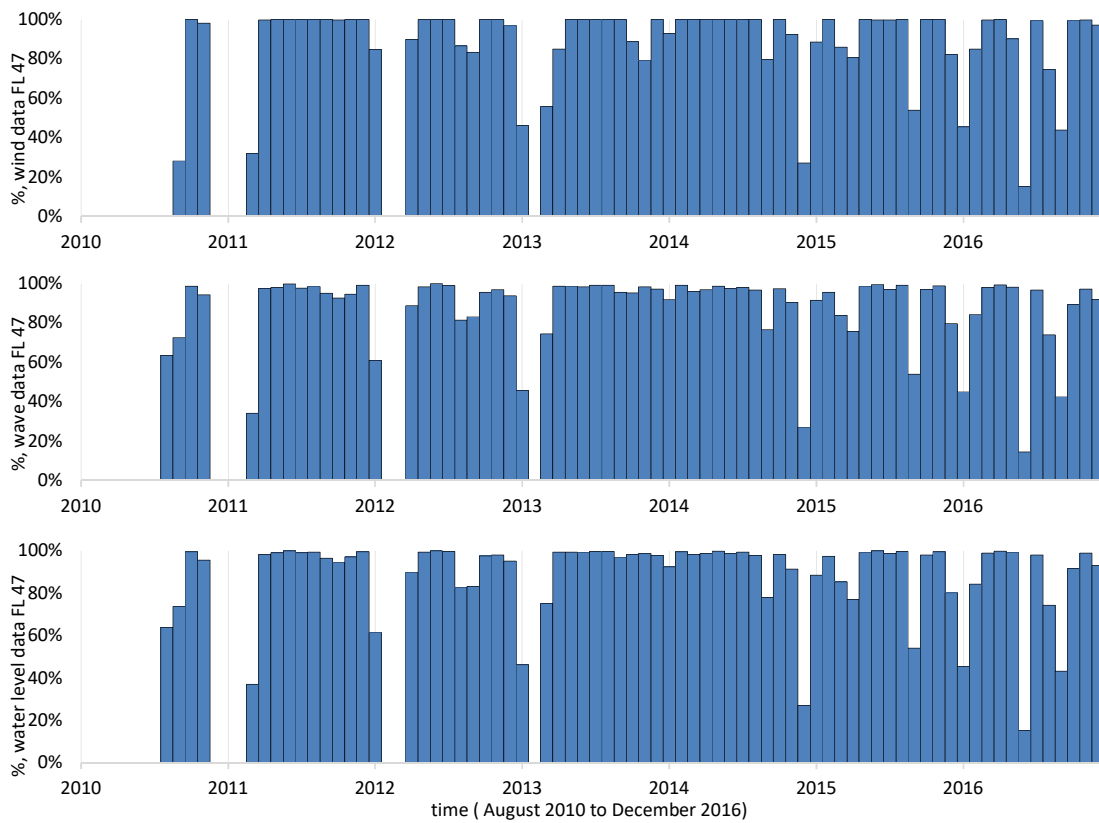 %, wind data FL 47
100%
80%
60%
40%
20%
0%
2010 2011 2012 2013 2014 2015 2016
%, wave data FL 47
100%
80%
60%
40%
20%
0%
2010 2011 2012 2013 2014 2015 2016
%, water level data FL 47
100%
80%
60%
40%
20%
0%
2010 2011 2012 2013 2014 2015 2016
time ( August 2010 to December 2016)